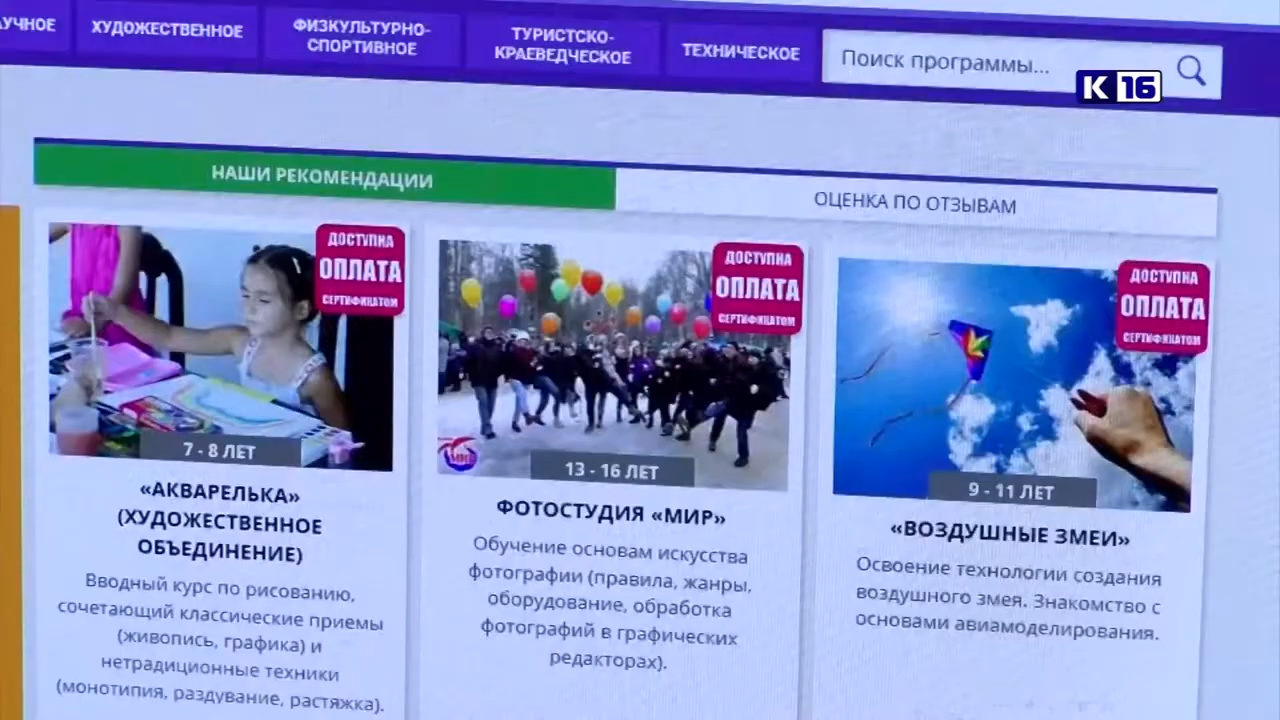 ХУДОЖЕСТВЕННОЕ
ФИЗКУЛЬТУРНО-
СПОРТИВНОЕ
ТУРИСТСКО-
КРАЕВЕДЧЕСКОЕ
ТЕХНИЧЕСКОЕ
Поиск программы...
К 16
НАШИ РЕКОМЕНДАЦИИ
ОЦЕНКА ПО ОТЗЫВАМ
ДОСТУПНА
ОПЛАТА
СЕРТИФИКАТОМ
7 - 8 ЛЕТ
«АКВАРЕЛЬКА»
(ХУДОЖЕСТВЕННОЕ
ОБЪЕДИНЕНИЕ)
Вводный курс по рисованию,
сочетающий классические приемы
(живопись, графика) и
нетрадиционные техники
(монотипия, раздувание, растяжка).
ДОСТУПНА
ОПЛАТА
СЕРТИФИКАТОМ
МИР
13 - 16 ЛЕТ
ФОТОСТУДИЯ «МИР»
Обучение основам искусства
фотографии (правила, жанры,
оборудование, обработка
фотографий в графических
редакторах).
ДОСТУПНА
ОПЛАТА
СЕРТИФИКАТОМ
9 - 11 ЛЕТ
«ВОЗДУШНЫЕ ЗМЕИ»
Освоение технологии создания
воздушного змея. Знакомство с
основами авиамоделирования.